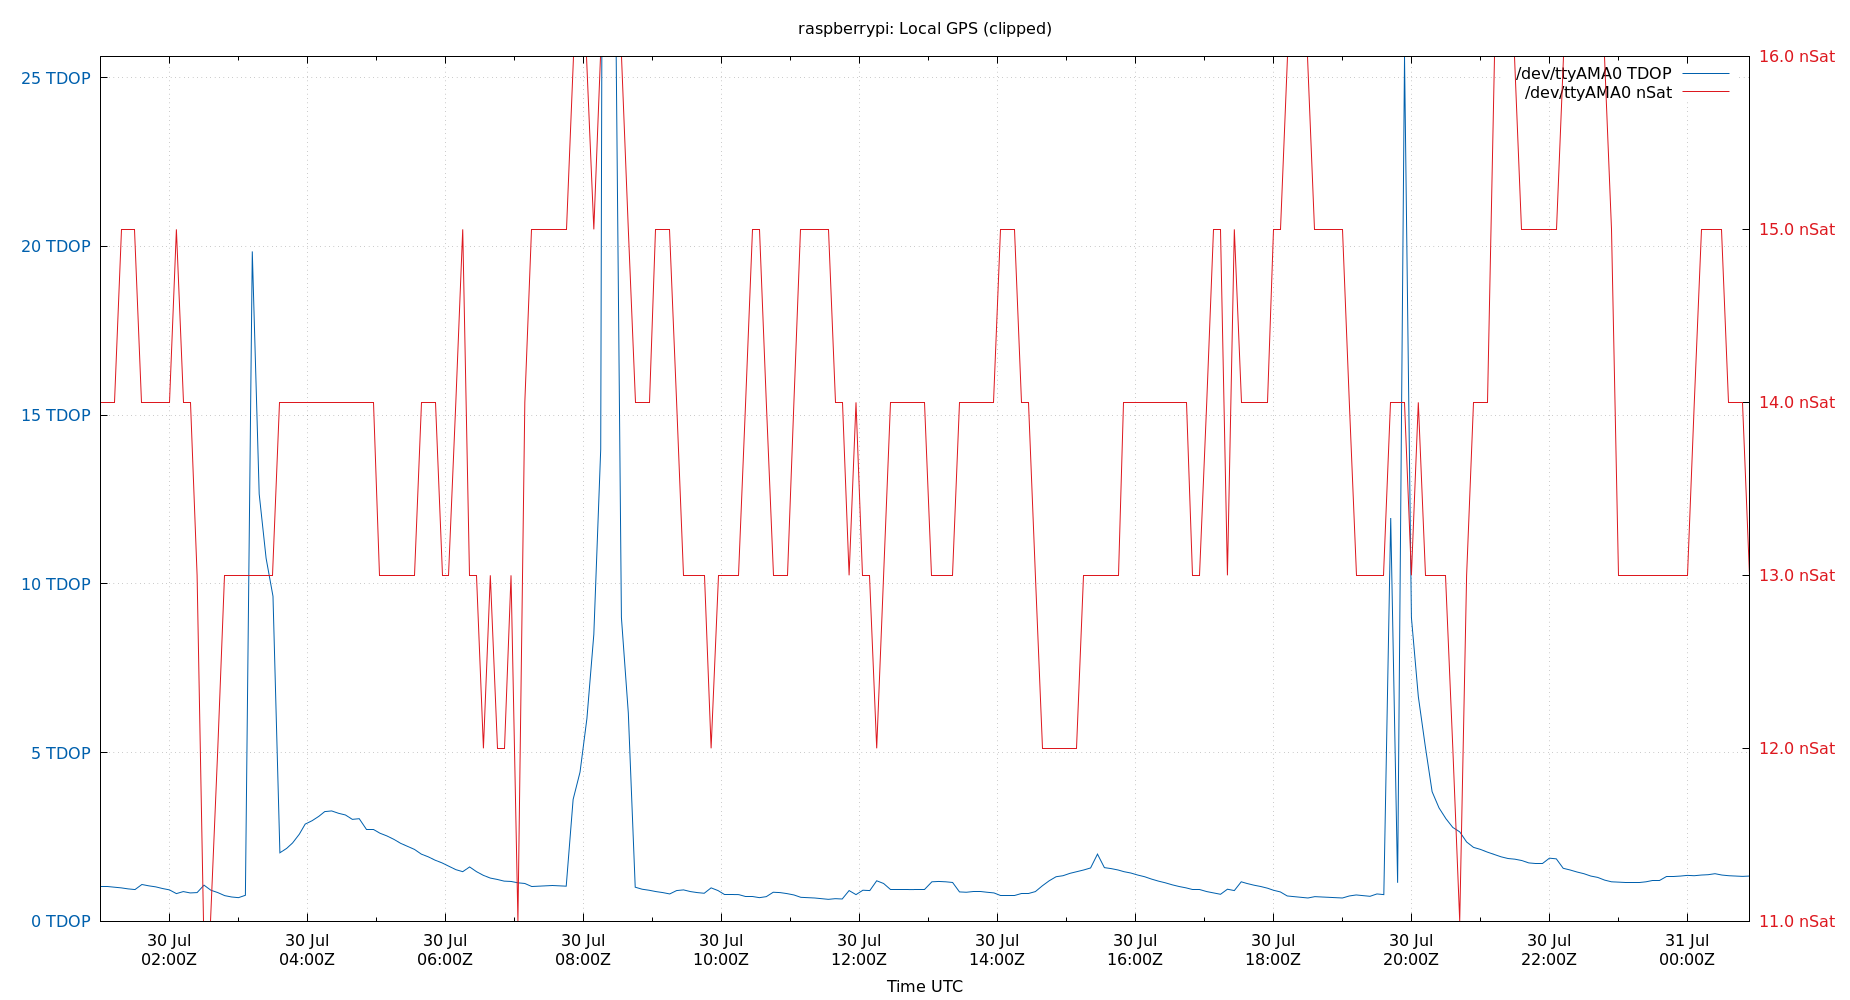 raspberrypi: Local GPS (clipped)
25 TDOP
20 TDOP
15 TDOP
10 TDOP
5 TDOP
0 TDOP
16.0 nSat
15.0 nSat
14.0 nSat
13.0 nSat
12.0 nSat
11.0 nSat
/dev/ttyAMA0 TDOP
/dev/ttyAMA0 nSat
30 Jul 30 Jul 30 Jul 30 Jul 30 Jul 30 Jul 30 Jul 30 Jul 30 Jul 30 Jul 30 Jul 31 Jul
02:00Z 04:00Z 06:00Z 08:00Z 10:00Z 12:00Z 14:00Z 16:00Z 18:00Z 20:00Z 22:00Z 00:00Z
Time UTC